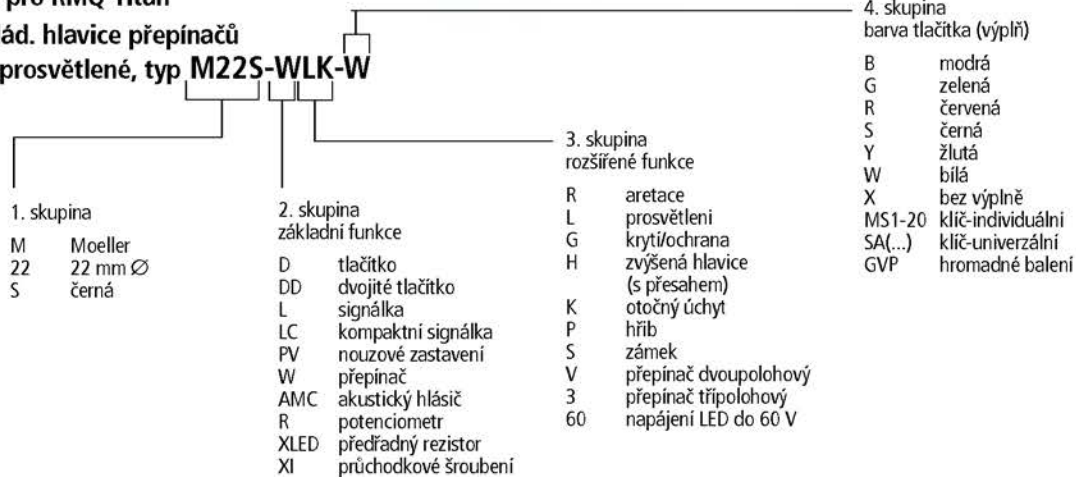 pro RMQ-Titan
ád. hlavice přepínačů
prosvětlené, typ M22S-WLK-W
1. skupina
M Moeller
22 22 mm Ø
S černá
2. skupina
základní funkce
D tlačítko
DD dvojité tlačítko
L signálka
LC kompaktní signálka
PV nouzové zastavení
W přepínač
AMC akustický hlásič
R potenciometr
XLED předřadný rezistor
XI průchodkové šroubení
3. skupina
rozšířené funkce
R aretace
L prosvětleni
G krytí/ochrana
H zvýšená hlavice
(s přesahem)
K otočný úchyt
P hřib
S zámek
V přepínač dvoupolohový
3 přepínač třípolohový
60 napájení LED do 60 V
4. skupina
barva tlačítka (výplň)
B modrá
G zelená
R červená
S černá
Y žlutá
W bílá
X bez výplně
MS1-20 klíč-individuálni
SA(...) klíč-univerzální
GVP hromadné balení